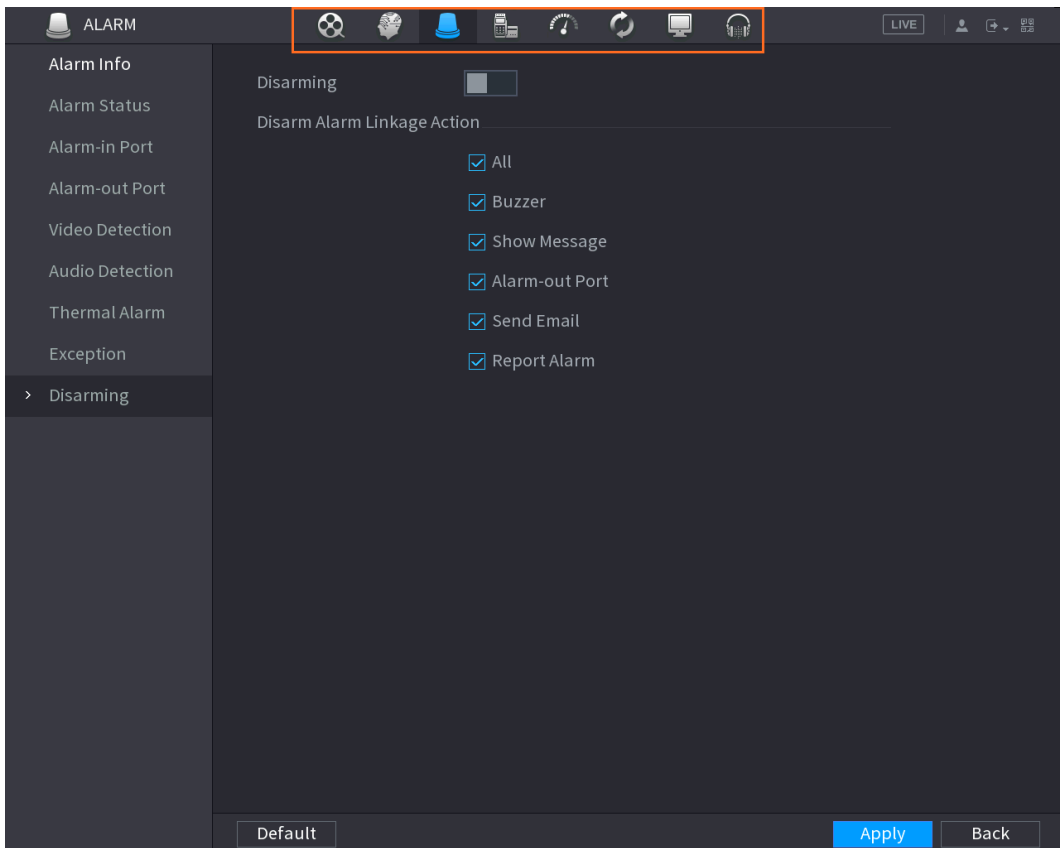 ALARM
LIVE
Alarm Info
Alarm Status
Alarm-in Port
Alarm-out Port
Video Detection
Audio Detection
Thermal Alarm
Exception
Disarming
Disarming
Disarm Alarm Linkage Action
All
Buzzer
Show Message
Alarm-out Port
Send Email
Report Alarm
Default
Apply
Back